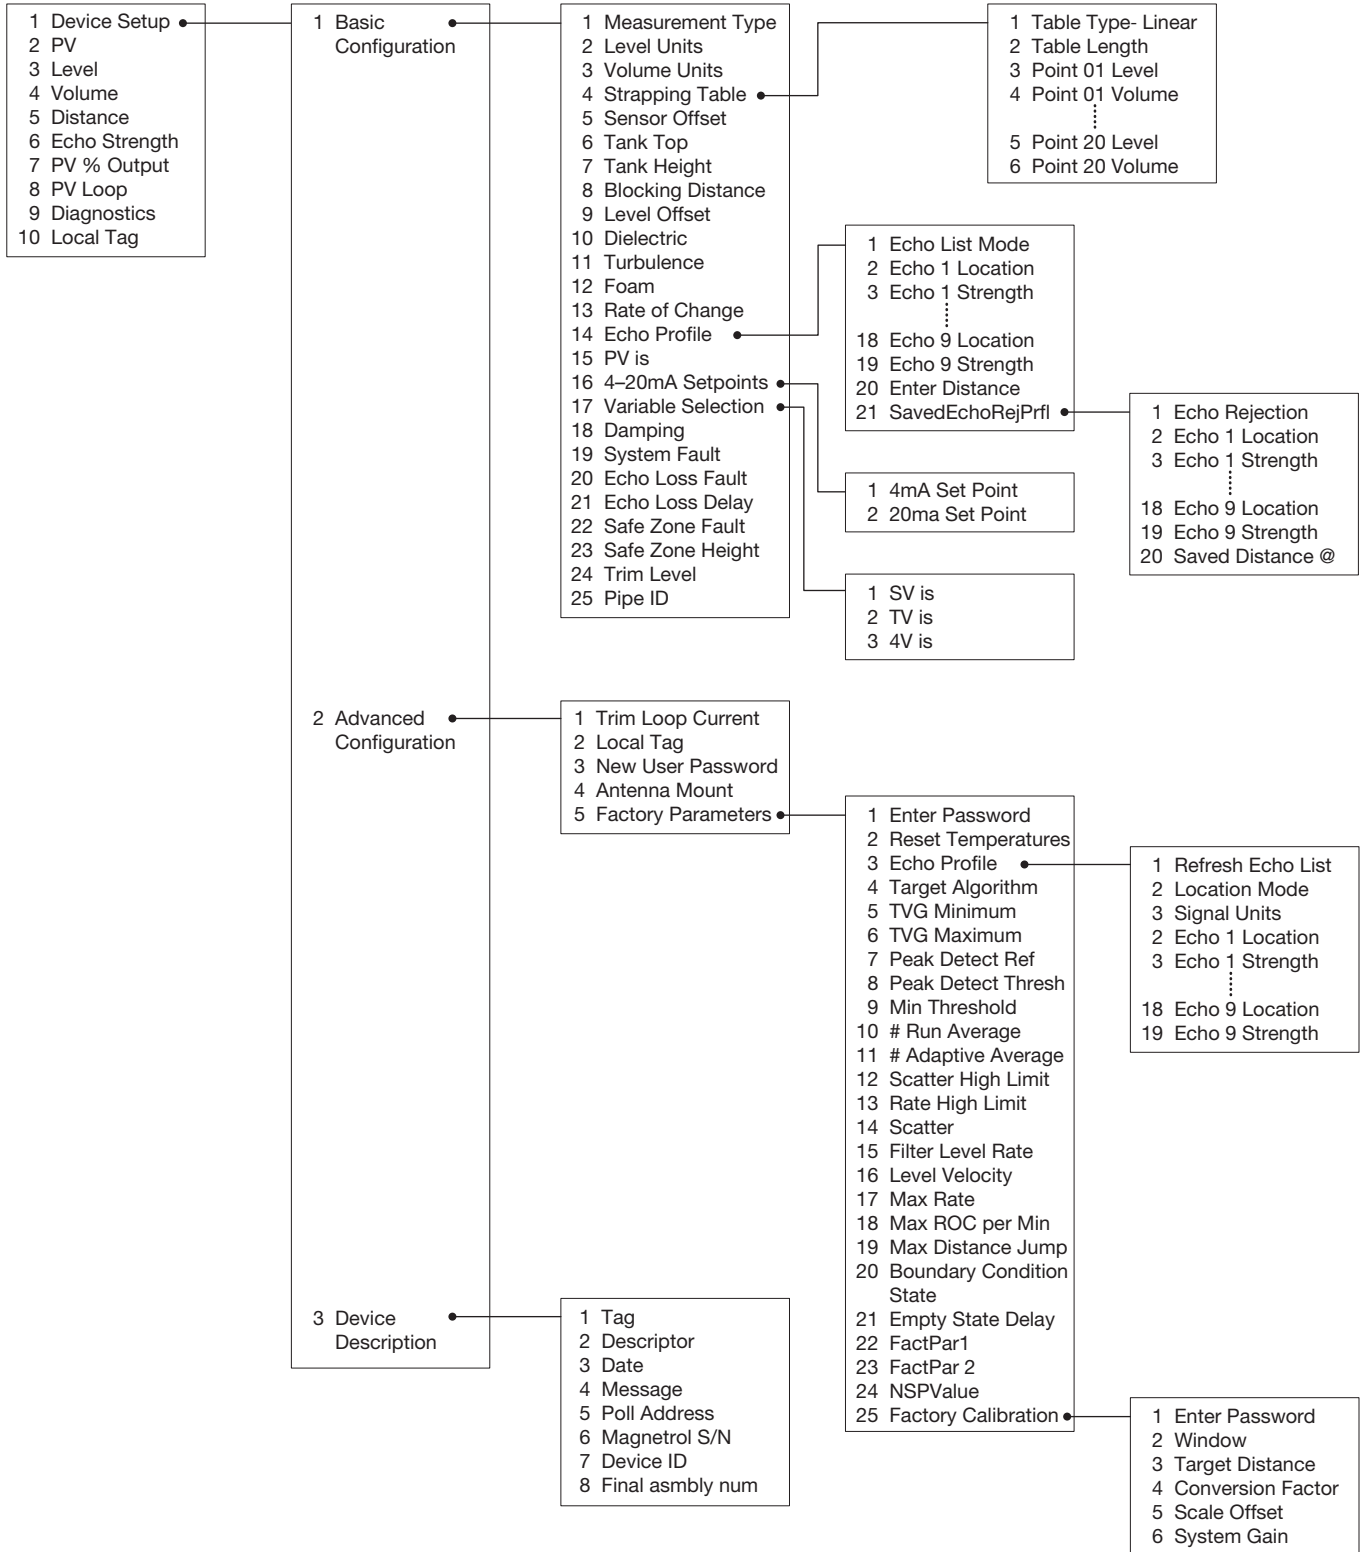 1 Device Setup
2 PV
3 Level
4 Volume
5 Distance
6 Echo Strength
7 PV % Output
8 PV Loop
9 Diagnostics
10 Local Tag
1 Basic
Configuration
2 Advanced
Configuration
3 Device
Description
1 Measurement Type
2 Level Units
3 Volume Units
4 Strapping Table
5 Sensor Offset
6 Tank Top
7 Tank Height
8 Blocking Distance
9 Level Offset
10 Dielectric
11 Turbulence
12 Foam
13 Rate of Change
14 Echo Profile
15 PV is
16 4–20mA Setpoints
17 Variable Selection
18 Damping
19 System Fault
20 Echo Loss Fault
21 Echo Loss Delay
22 Safe Zone Fault
23 Safe Zone Height
24 Trim Level
25 Pipe ID
1 Table Type- Linear
2 Table Length
3 Point 01 Level
4 Point 01 Volume
5 Point 20 Level
6 Point 20 Volume
1 Echo List Mode
2 Echo 1 Location
3 Echo 1 Strength
18 Echo 9 Location
19 Echo 9 Strength
20 Enter Distance
21 SavedEchoRejPrfl
1 Echo Rejection
2 Echo 1 Location
3 Echo 1 Strength
18 Echo 9 Location
19 Echo 9 Strength
20 Saved Distance @
1 4mA Set Point
2 20ma Set Point
1 SV is
2 TV is
3 4V is
1 Trim Loop Current
2 Local Tag
3 New User Password
4 Antenna Mount
5 Factory Parameters
1 Enter Password
2 Reset Temperatures
3 Echo Profile
4 Target Algorithm
5 TVG Minimum
6 TVG Maximum
7 Peak Detect Ref
8 Peak Detect Thresh
9 Min Threshold
10 # Run Average
11 # Adaptive Average
12 Scatter High Limit
13 Rate High Limit
14 Scatter
15 Filter Level Rate
16 Level Velocity
17 Max Rate
18 Max ROC per Min
19 Max Distance Jump
20 Boundary Condition
State
21 Empty State Delay
22 FactPar1
23 FactPar 2
24 NSPValue
25 Factory Calibration
1 Refresh Echo List
2 Location Mode
3 Signal Units
2 Echo 1 Location
3 Echo 1 Strength
18 Echo 9 Location
19 Echo 9 Strength
1 Tag
2 Descriptor
3 Date
4 Message
5 Poll Address
6 Magnetrol S/N
7 Device ID
8 Final asmbly num
1 Enter Password
2 Window
3 Target Distance
4 Conversion Factor
5 Scale Offset
6 System Gain